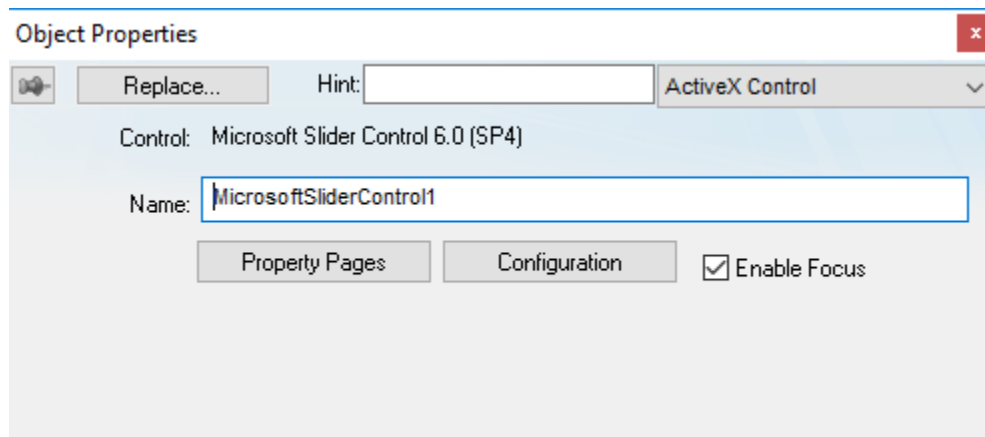 Object Properties
x
Replace... Hint: ActiveX Control
Control: Microsoft Slider Control 6.0 (SP4)
Name: MicrosoftSliderControl1
Property Pages Configuration Enable Focus